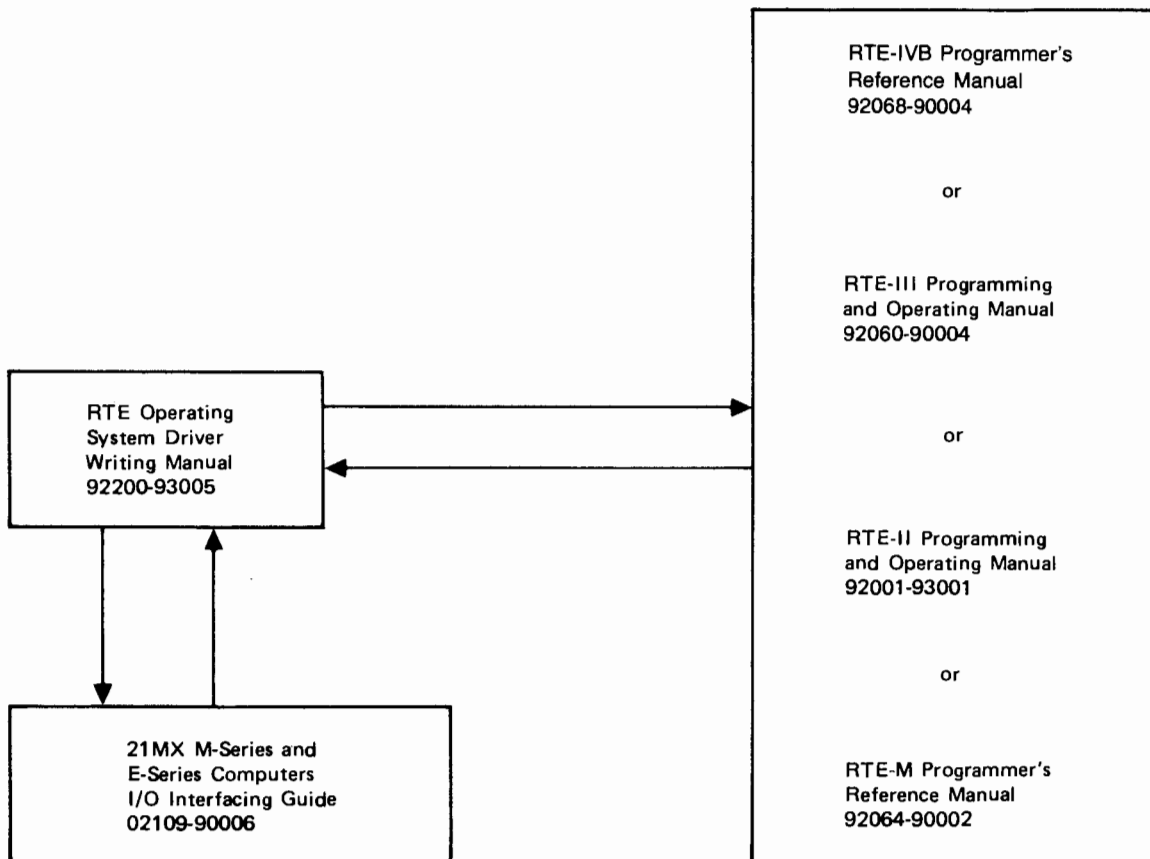 RTE-IVB Programmer's
Reference Manual
92068-90004
or
RTE-III Programming
and Operating Manual
92060-90004
or
RTE-II Programming
and Operating Manual
92001-93001
or
RTE-M Programmer's
Reference Manual
92064-90002
RTE Operating
System Driver
Writing Manual
92200-93005
21MX M-Series and
E-Series Computers
I/O Interfacing Guide
02109-90006